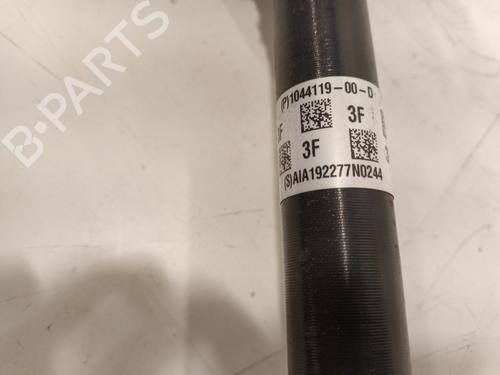 B-PARTS
(P)1044119-00-D
3F
3F
3F
(S)AIA192277N0244